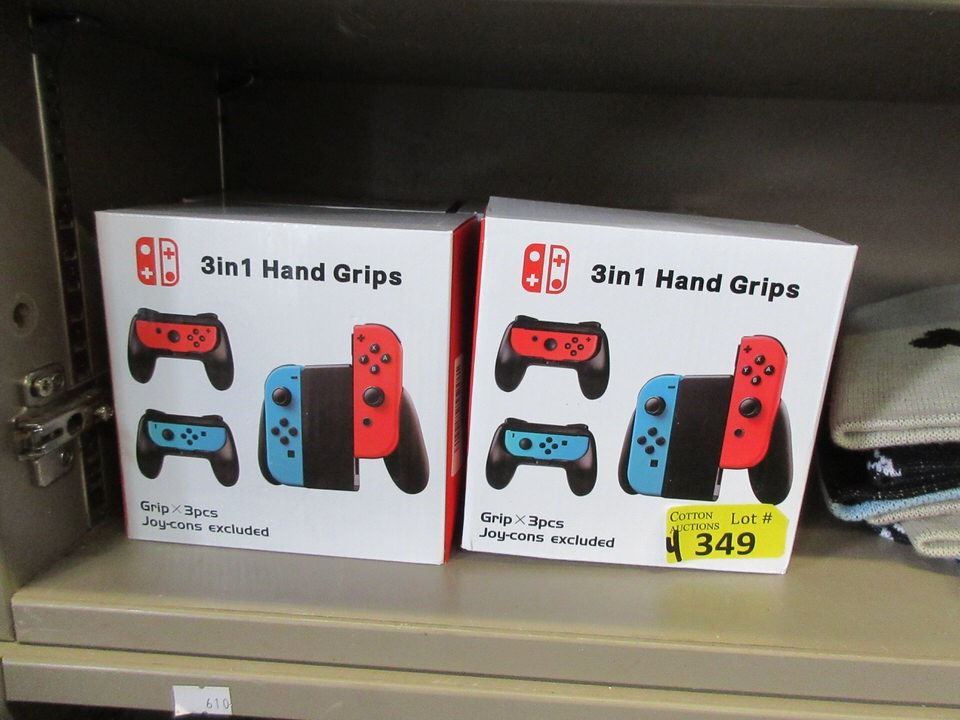 3in1 Hand Grips
Grip×3pcs
Joy-cons excluded
3in1 Hand Grips
Grip×3pcs
Joy-cons excluded
COTTON AUCTIONS Lot #
4 349
610